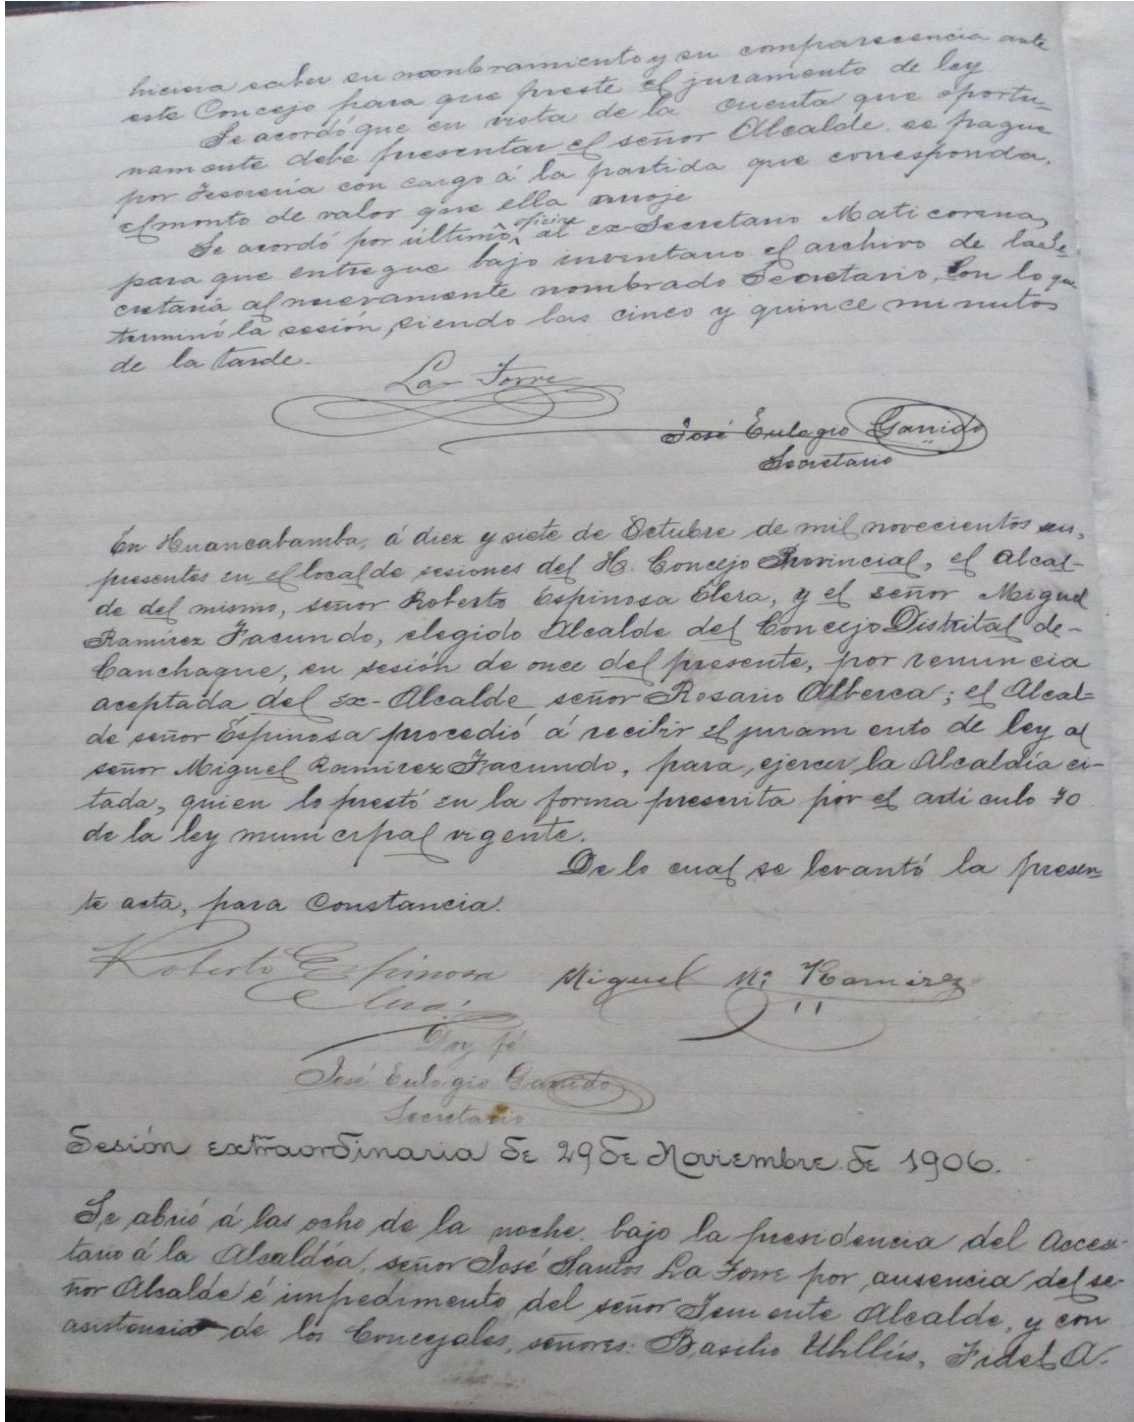 hiciera saber su nombramiento y su comparecencia ante
este Concejo para que preste el juramento de ley
Se acordó que en vista de la cuenta que oportu-
namente debe presentar el señor Alcalde se pague
por Tesorería con cargo á la partida que corresponda,
el monto de valor que ella arroje
Se acordó por último, oficiar al ex-Secretario Maticorena,
para que entregue bajo inventario el archivo de la Se-
cretaría al nuevamente nombrado Secretario, Con lo que
terminó la sesión, siendo las cinco y quince minutos
de la tarde.
La Torre
José Eulogio Garrido
Secretario
En Huancabamba, á diez y siete de Octubre de mil novecientos seis,
presentes en el local de sesiones del H. Concejo Provincial, el alcal-
de del mismo, señor Roberto Espinosa Elera, y el señor Miguel
Ramirez Facundo, elegido Alcalde del Concejo Distrital de-
Canchaque, en sesión de once del presente, por renuncia
aceptada del ex-Alcalde señor Rosario Alberca; el Alcal-
de señor Espinosa procedió á recibir el juramento de ley al
señor Miguel Ramirez Facundo, para ejercer la Alcaldía ci-
tada, quien lo prestó en la forma prescrita por el artículo 70
de la ley municipal vigente.
De lo cual se levantó la presen-
te acta, para constancia.
Roberto Espinosa Miguel Ma. Ramirez
Elera
Doy fé
José Eulogio Garrido
Secretario
Sesión extraordinaria de 29 de Noviembre de 1906.
Se abrió á las ocho de la noche, bajo la presidencia del Acces-
tario á la Alcaldóa, señor José Santos La Torre por ausencia del se-
ñor Alcalde é impedimento del señor Teniente Alcalde, y con
asistencia de los Concejales, señores: Basilio Ubillús, Fidel A.